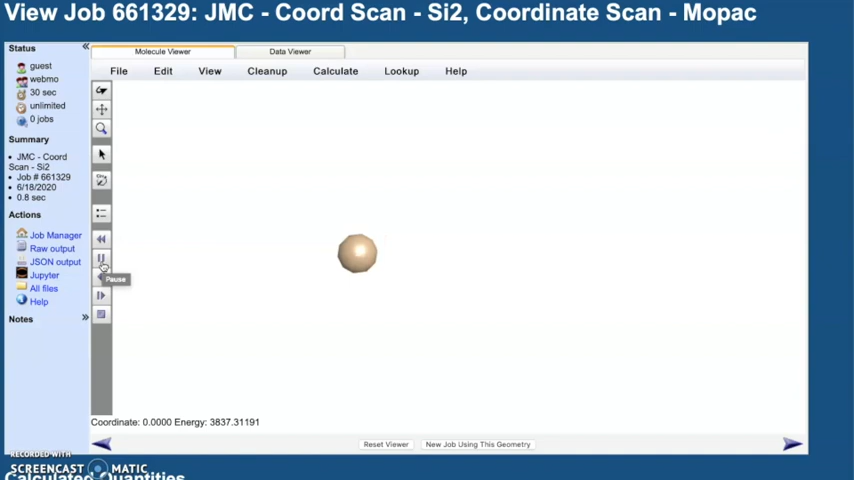 View Job 661329: JMC - Coord Scan - Si2, Coordinate Scan - Mopac
Status
guest
webmo
30 sec
unlimited
0 jobs
Summary
JMC - Coord
Scan - Si2
Job # 661329
6/18/2020
0.8 sec
Actions
Job Manager
Raw output
JSON output
Jupyter
All files
Help
Notes
Molecule Viewer
Data Viewer
File Edit View Cleanup Calculate Lookup Help
Pause
Coordinate: 0.0000 Energy: 3837.31191
Reset Viewer
New Job Using This Geometry
RECORDED WITH
SCREENCAST MATIC
Calculated Quantities